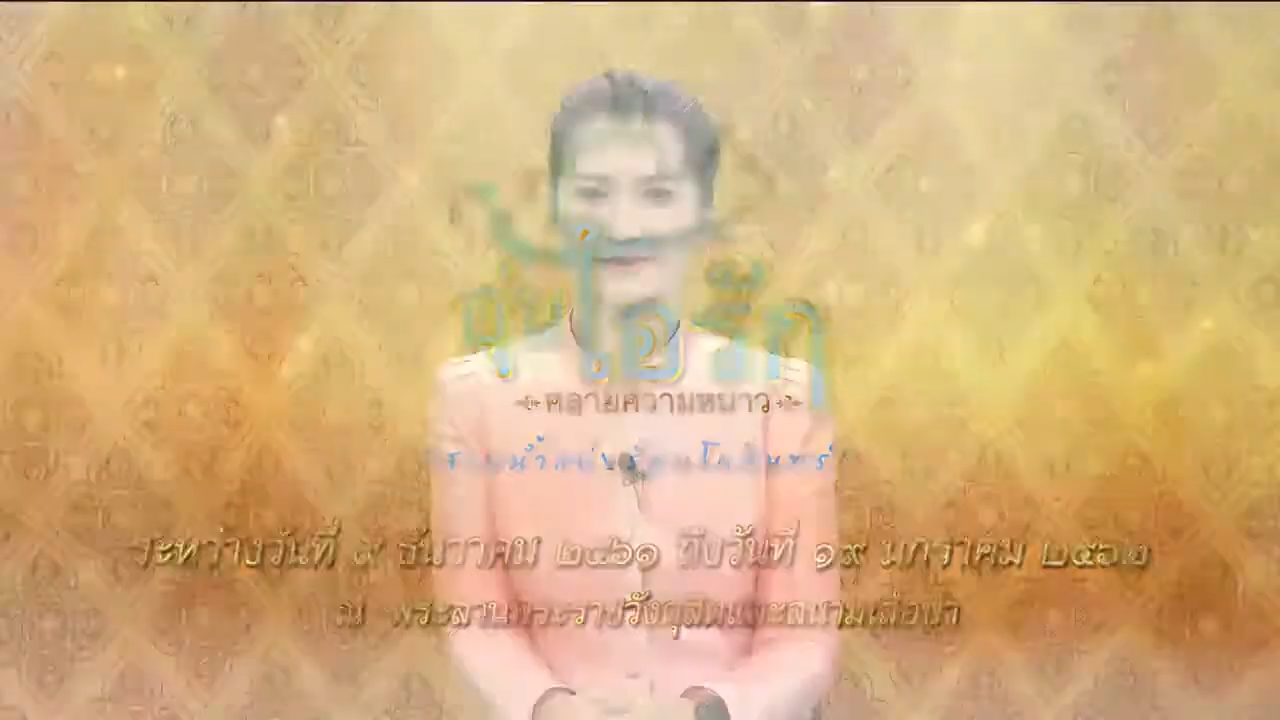 อุ่นไอรัก
คลายความหนาว
ระหว่างวันที่ ๙ ธันวาคม ๒๕๖๑ ถึงวันที่ ๑๙ มกราคม ๒๕๖๒
ณ พระลานพระราชวังดุสิตและสนามเสือป่า